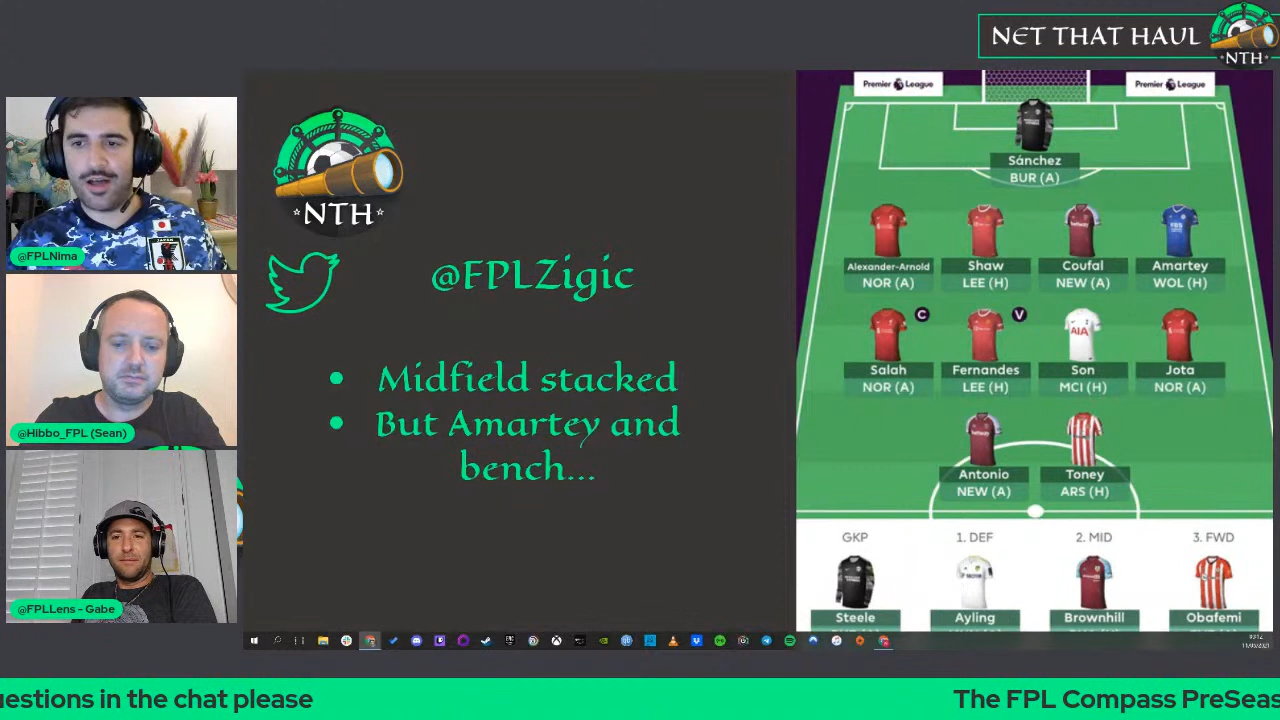 NET THAT HAUL
NTH
@FPLNima
@Hibbo_FPL (Sean)
@FPLLens - Gabe
NTH
@FPLZigic
• Midfield stacked
• But Amartey and
bench...
Premier League
Premier League
Sánchez
BUR (A)
Alexander-Arnold
NOR (A)
Shaw
LEE (H)
Coufal
NEW (A)
Amartey
WOL (H)
C
V
AIA
Salah
NOR (A)
Fernandes
LEE (H)
Son
MCI (H)
Jota
NOR (A)
Antonio
NEW (A)
Toney
ARS (H)
GKP
1. DEF
2. MID
3. FWD
Steele
Ayling
Brownhill
Obafemi
uestions in the chat please
The FPL Compass PreSeas